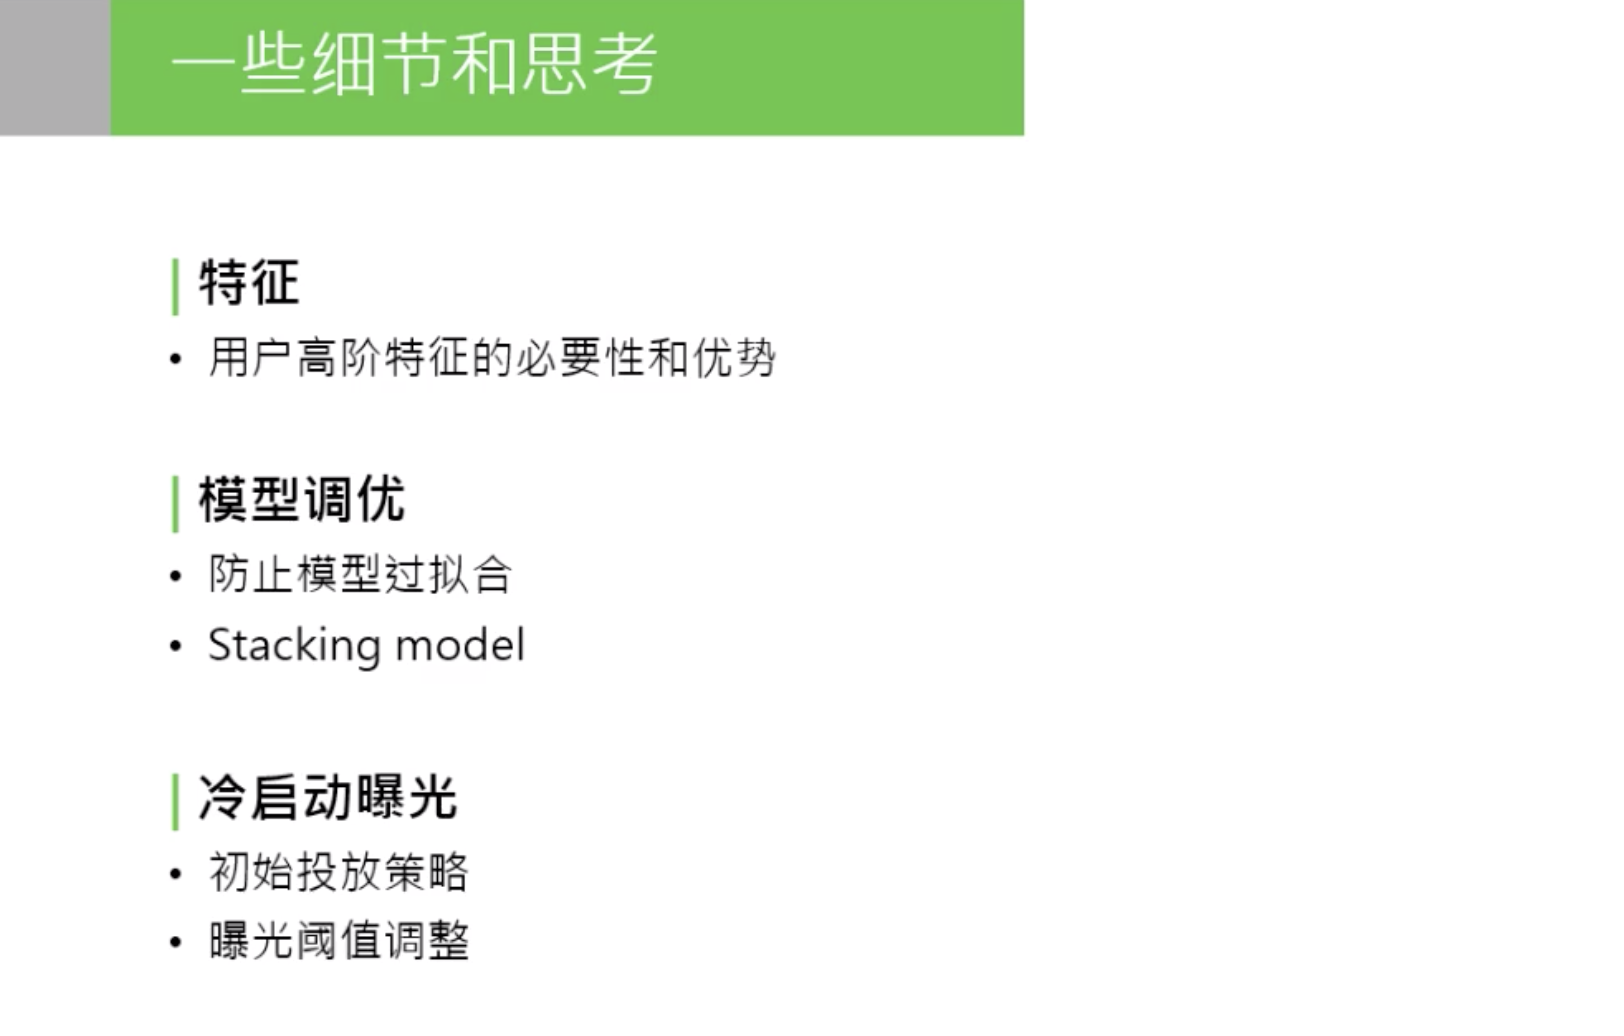 一些细节和思考
特征
• 用户高阶特征的必要性和优势
模型调优
• 防止模型过拟合
• Stacking model
冷启动曝光
• 初始投放策略
• 曝光阈值调整